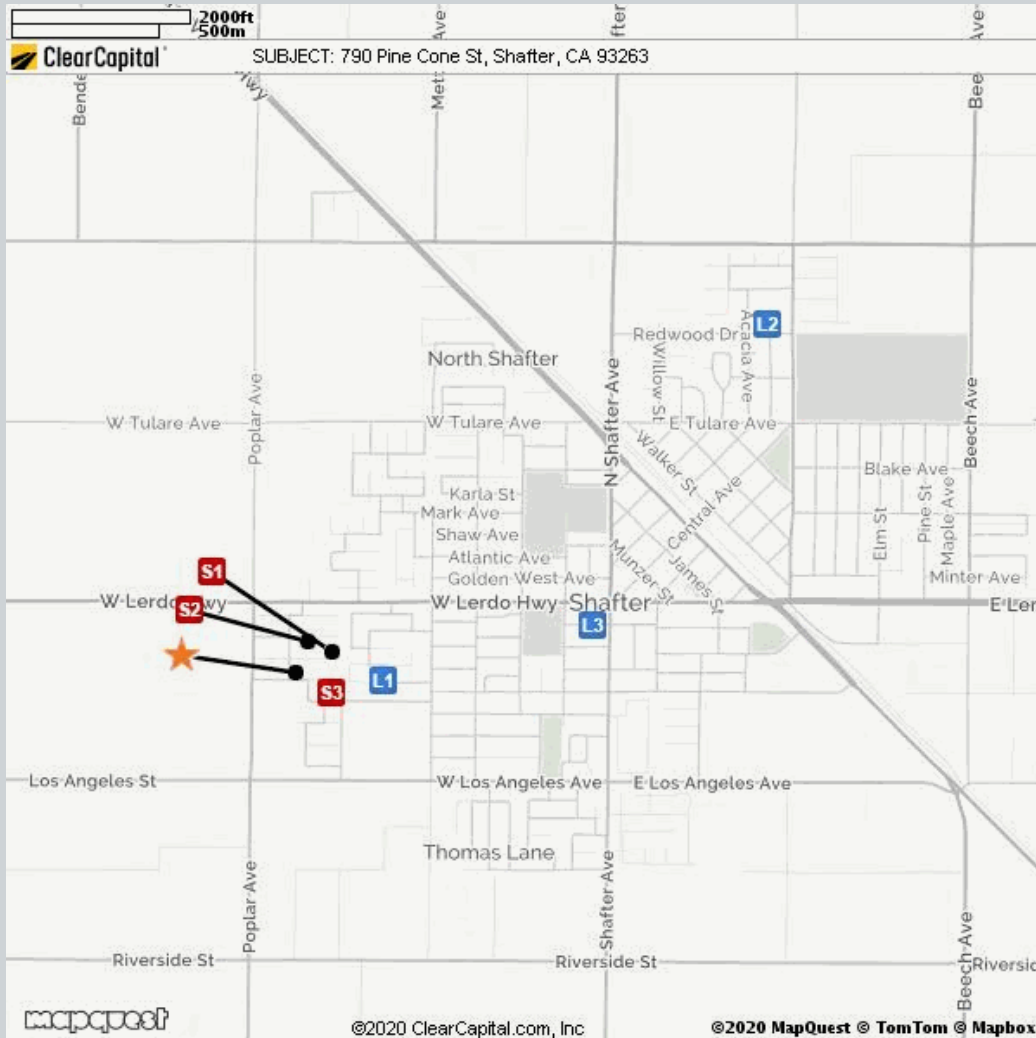 2000ft
500m
ClearCapital
SUBJECT: 790 Pine Cone St, Shafter, CA 93263
Hwy
Bende
Mett
Ave
fter
Ave
Bee
L2
Redwood Dr
Acacia Ave
Willow St
North Shafter
N Shafter Ave
Poplar Ave
Beech Ave
W Tulare Ave
W Tulare Ave
E Tulare Ave
Walker St
Blake Ave
Central Ave
Karla St
Mark Ave
Shaw Ave
Elm St
Pine St
Maple Ave
Atlantic Ave
Munzer St
James St
Golden West Ave
Minter Ave
S1
W Lerdo Hwy
S2
W Lerdo Hwy
Shafter
E Ler
L3
S3
L1
Los Angeles St
W Los Angeles Ave
E Los Angeles Ave
Thomas Lane
Poplar Ave
Shafter Ave
Beech Ave
Riverside St
Riverside St
Riversid
mapquest
©2020 ClearCapital.com, Inc
©2020 MapQuest © TomTom © Mapbox